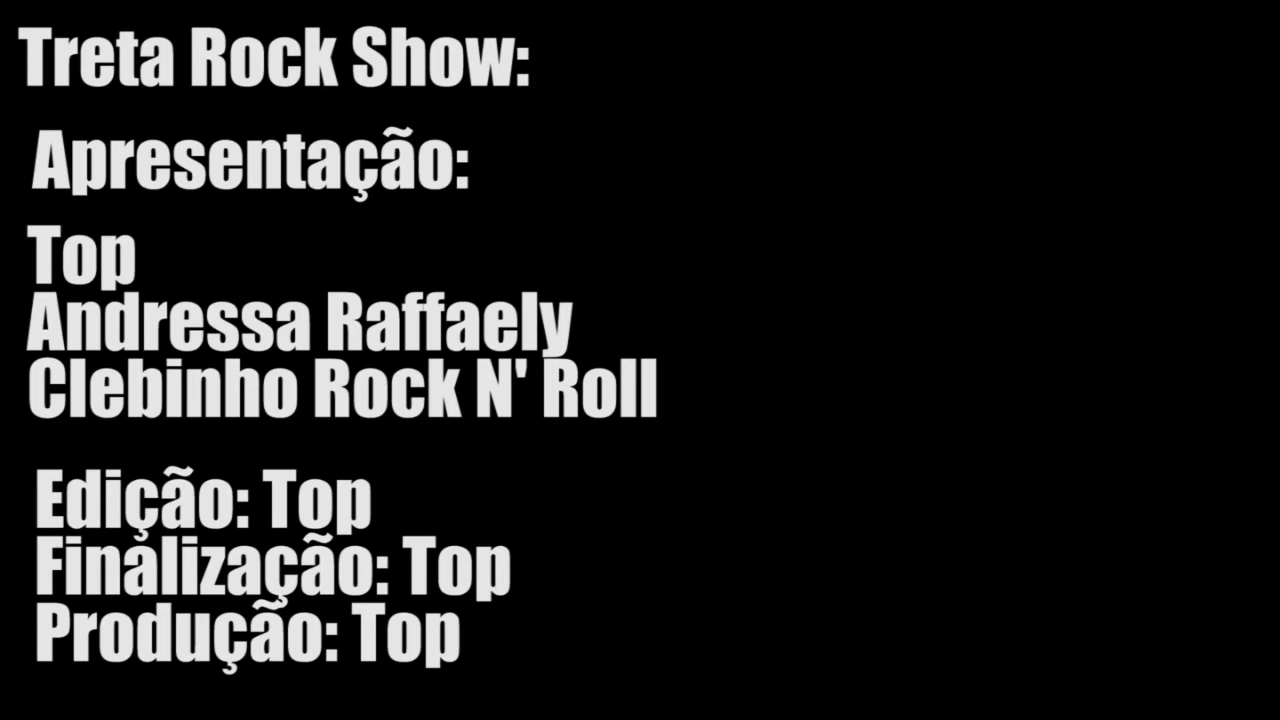 Treta Rock Show:
Apresentação:
Top
Andressa Raffaely
Clebinho Rock N' Roll
Edição: Top
Finalização: Top
Produção: Top